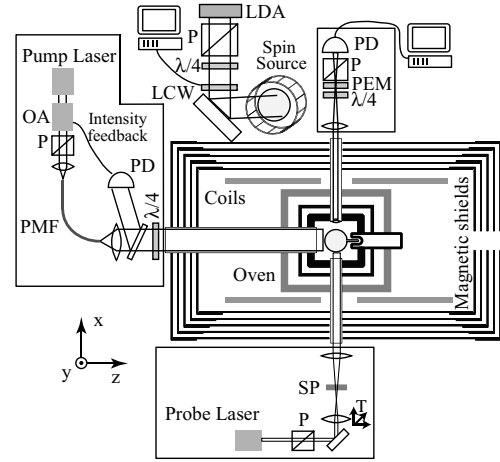 LDA
P
λ/4
LCW
Spin
Source
PD
P
PEM
λ/4
Pump Laser
OA
P
Intensity
feedback
PD
λ/4
PMF
Coils
Oven
Magnetic shields
x
y
z
SP
T
P
Probe Laser